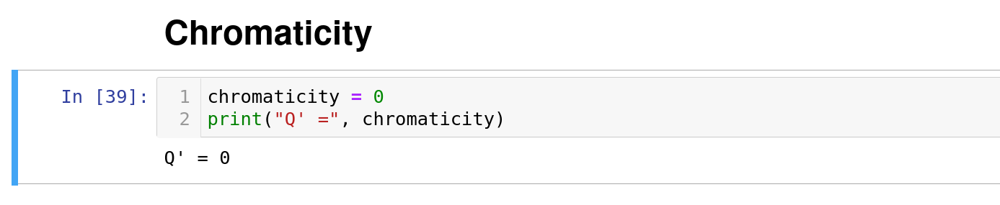 Chromaticity
In [39]:
1 chromaticity = 0
2 print("Q' =", chromaticity)
Q' = 0